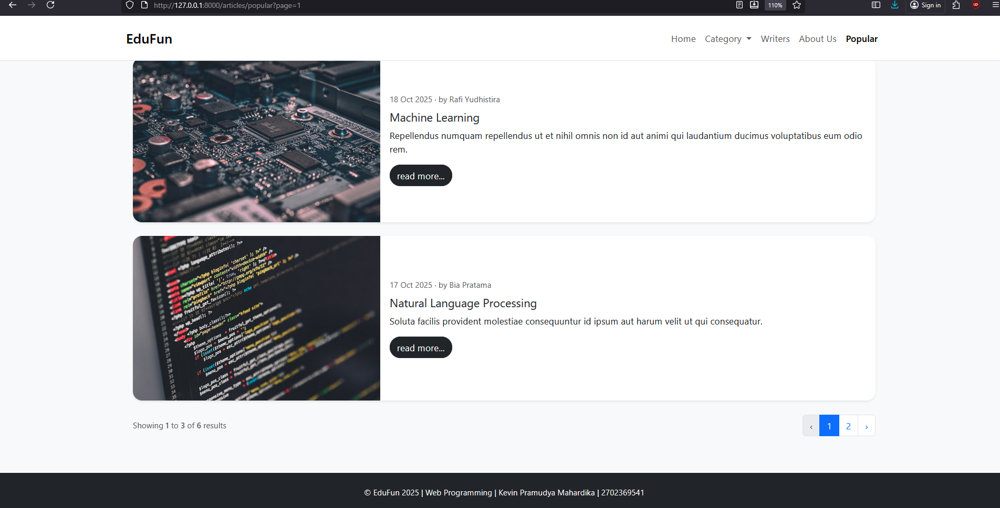 http://127.0.0.1:8000/articles/popular?page=1
110%
Sign in
EduFun
Home Category Writers About Us Popular
18 Oct 2025 · by Rafi Yudhistira
Machine Learning
Repellendus numquam repellendus ut et nihil omnis non id aut animi qui laudantium ducimus voluptatibus eum odio
rem.
read more...
17 Oct 2025 · by Bia Pratama
Natural Language Processing
Soluta facilis provident molestiae consequuntur id ipsum aut harum velit ut qui consequatur.
read more...
Showing 1 to 3 of 6 results
‹ 1 2 ›
© EduFun 2025 | Web Programming | Kevin Pramudya Mahardika | 2702369541